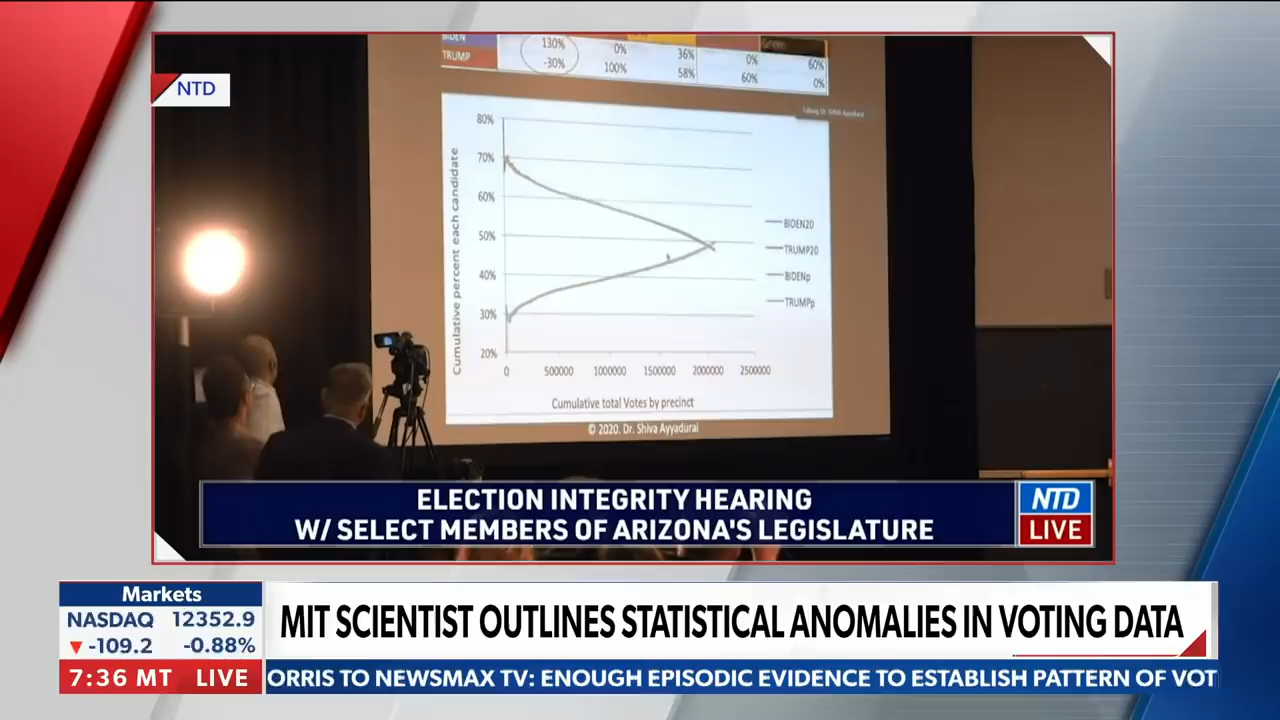 BIDEN 130% 0% 36% 0% 60%
TRUMP -30% 100% 58% 60% 0%
Green
NTD
80%
70%
60%
50%
40%
30%
20%
Cumulative percent each candidate
0 500000 1000000 1500000 2000000 2500000
Cumulative total Votes by precinct
BIDEN20
TRUMP20
BIDENp
TRUMPp
© 2020. Dr. Shiva Ayyadurai
ELECTION INTEGRITY HEARING
W/ SELECT MEMBERS OF ARIZONA'S LEGISLATURE
NTD
LIVE
Markets
NASDAQ 12352.9
▼ -109.2 -0.88%
7:36 MT LIVE
MIT SCIENTIST OUTLINES STATISTICAL ANOMALIES IN VOTING DATA
ORRIS TO NEWSMAX TV: ENOUGH EPISODIC EVIDENCE TO ESTABLISH PATTERN OF VOT